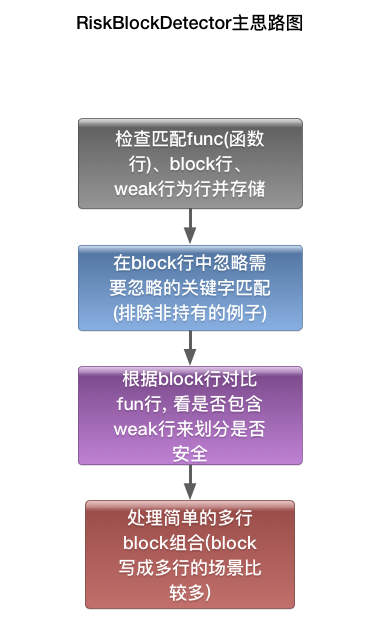 RiskBlockDetector主思路图
检查匹配func(函数
行)、block行、
weak行为行并存储
在block行中忽略需
要忽略的关键字匹配
(排除非持有的例子)
根据block行对比
fun行, 看是否包含
weak行来划分是否
安全
处理简单的多行
block组合(block
写成多行的场景比
较多)